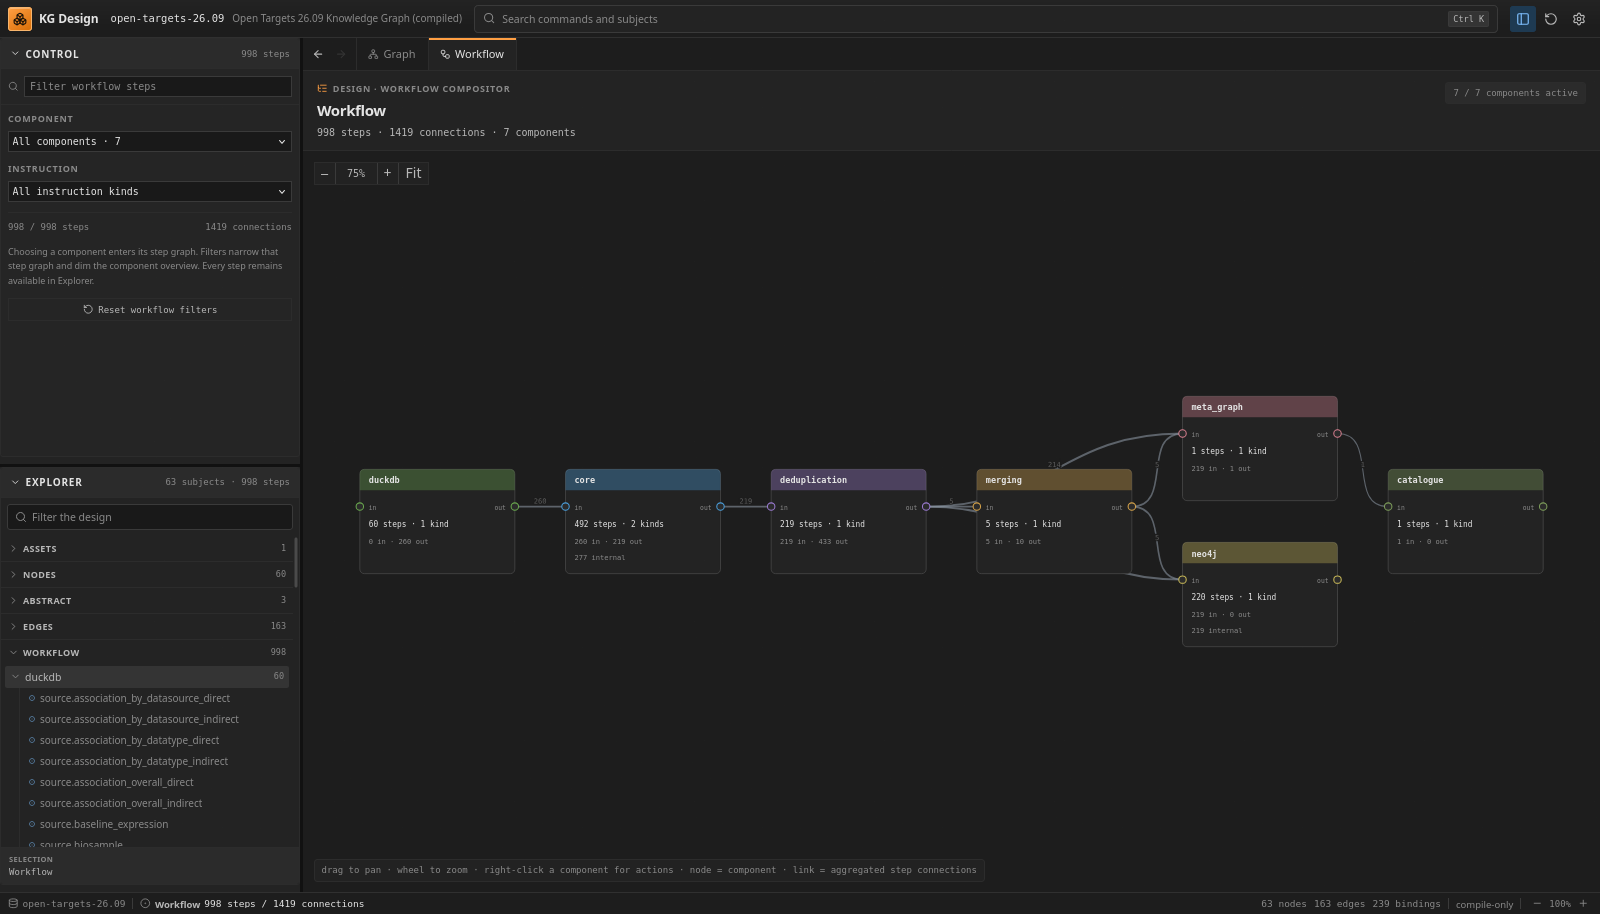 KG Design open-targets-26.09 Open Targets 26.09 Knowledge Graph (compiled) Search commands and subjects Ctrl K
CONTROL 998 steps
Filter workflow steps
COMPONENT
All components · 7
INSTRUCTION
All instruction kinds
998 / 998 steps 1419 connections
Choosing a component enters its step graph. Filters narrow that
step graph and dim the component overview. Every step remains
available in Explorer.
Reset workflow filters
EXPLORER 63 subjects · 998 steps
Filter the design
ASSETS 1
NODES 60
ABSTRACT 3
EDGES 163
WORKFLOW 998
duckdb 60
source.association_by_datasource_direct
source.association_by_datasource_indirect
source.association_by_datatype_direct
source.association_by_datatype_indirect
source.association_overall_direct
source.association_overall_indirect
source.baseline_expression
source.biosample
SELECTION
Workflow
Graph Workflow
DESIGN · WORKFLOW COMPOSITOR
Workflow
998 steps · 1419 connections · 7 components
7 / 7 components active
– 75% + Fit
duckdb
in out
60 steps · 1 kind
0 in · 260 out
260
core
in out
492 steps · 2 kinds
260 in · 219 out
277 internal
219
deduplication
in out
219 steps · 1 kind
219 in · 433 out
5
214
merging
in out
5 steps · 1 kind
5 in · 10 out
meta_graph
in out
1 steps · 1 kind
219 in · 1 out
neo4j
in out
220 steps · 1 kind
219 in · 0 out
219 internal
catalogue
in out
1 steps · 1 kind
1 in · 0 out
drag to pan · wheel to zoom · right-click a component for actions · node = component · link = aggregated step connections
open-targets-26.09 Workflow 998 steps / 1419 connections 63 nodes 163 edges 239 bindings compile-only − 100% +